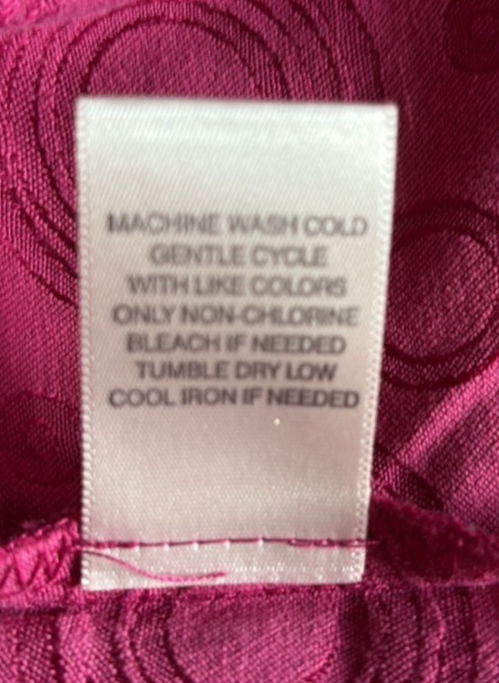 MACHINE WASH COLD
GENTLE CYCLE
WITH LIKE COLORS
ONLY NON-CHLORINE
BLEACH IF NEEDED
TUMBLE DRY LOW
COOL IRON IF NEEDED